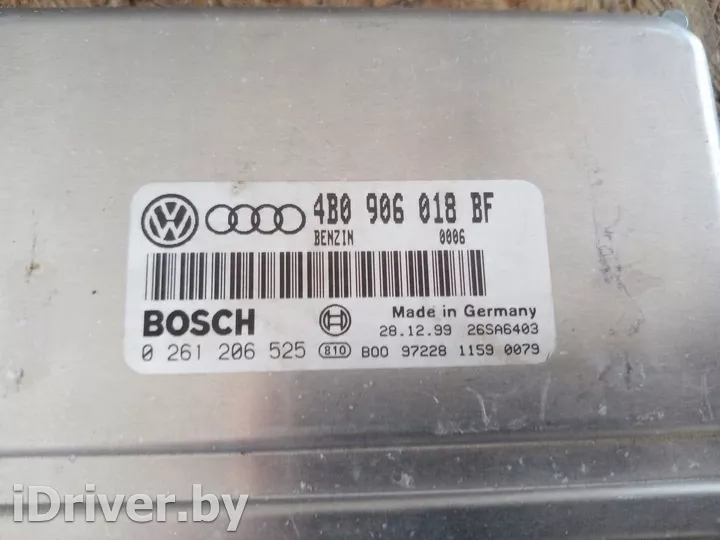 4B0 906 018 BF
BENZIN 0006
BOSCH
Made in Germany
28.12.99 26SA6403
0 261 206 525 810 B00 97228 1159 0079
iDriver.by